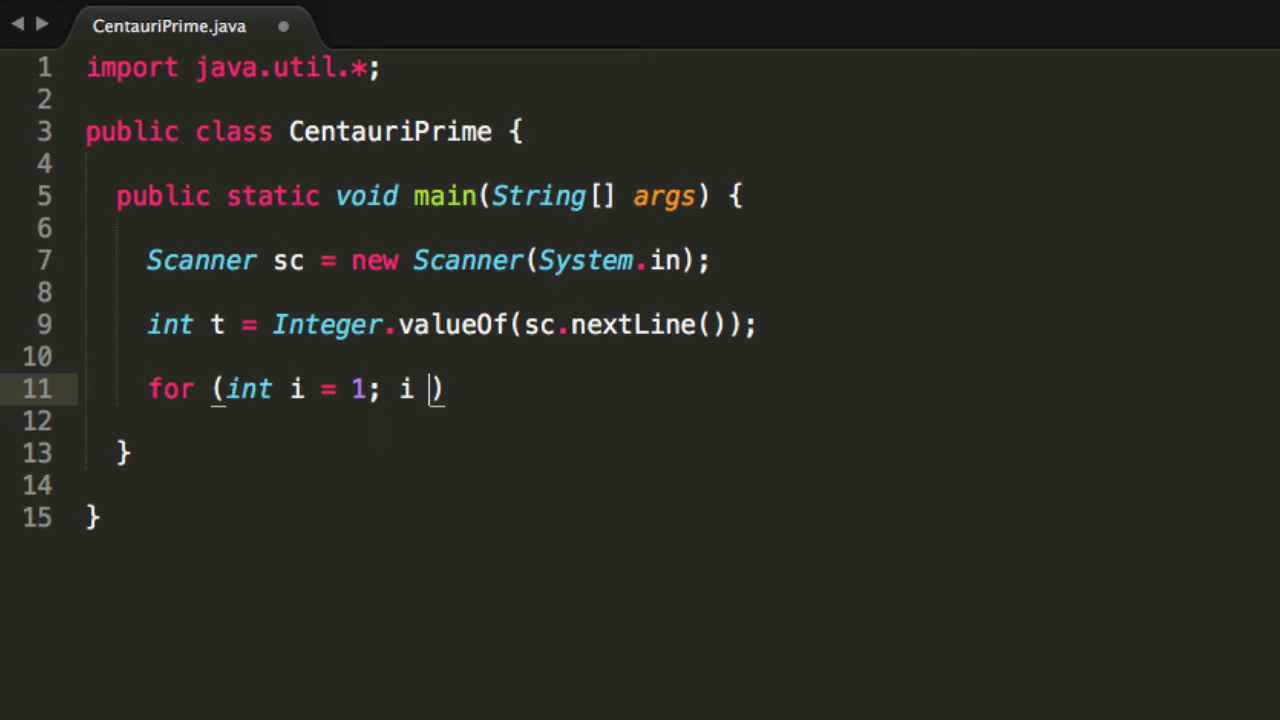 CentauriPrime.java
1 import java.util.*;
2
3 public class CentauriPrime {
4
5 public static void main(String[] args) {
6
7 Scanner sc = new Scanner(System.in);
8
9 int t = Integer.valueOf(sc.nextLine());
10
11 for (int i = 1; i )
12
13 }
14
15 }